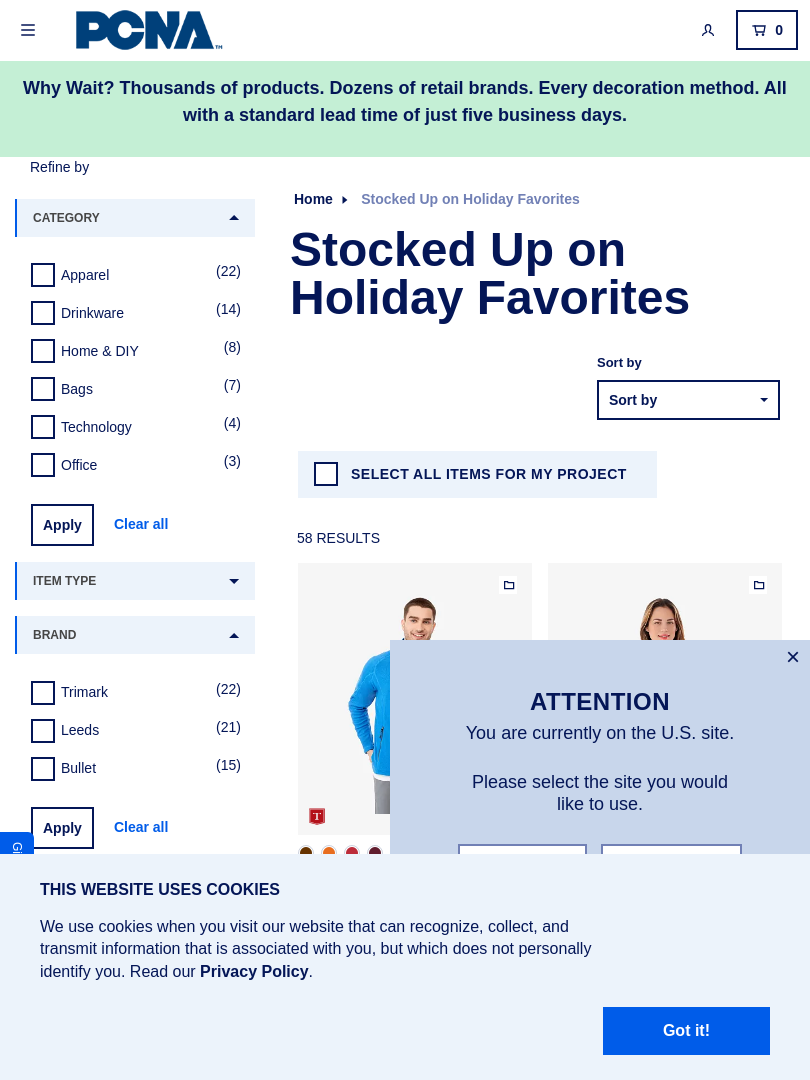 PCNA™
0
Why Wait? Thousands of products. Dozens of retail brands. Every decoration method. All
with a standard lead time of just five business days.
Refine by
Home
Stocked Up on Holiday Favorites
CATEGORY
Stocked Up on
Holiday Favorites
Apparel (22)
Drinkware (14)
Home & DIY (8)
Bags (7)
Technology (4)
Office (3)
Sort by
Sort by
SELECT ALL ITEMS FOR MY PROJECT
Apply Clear all
58 RESULTS
ITEM TYPE
BRAND
Trimark (22)
Leeds (21)
Bullet (15)
Apply Clear all
T
×
ATTENTION
You are currently on the U.S. site.
Please select the site you would
like to use.
THIS WEBSITE USES COOKIES
We use cookies when you visit our website that can recognize, collect, and
transmit information that is associated with you, but which does not personally
identify you. Read our Privacy Policy.
Got it!